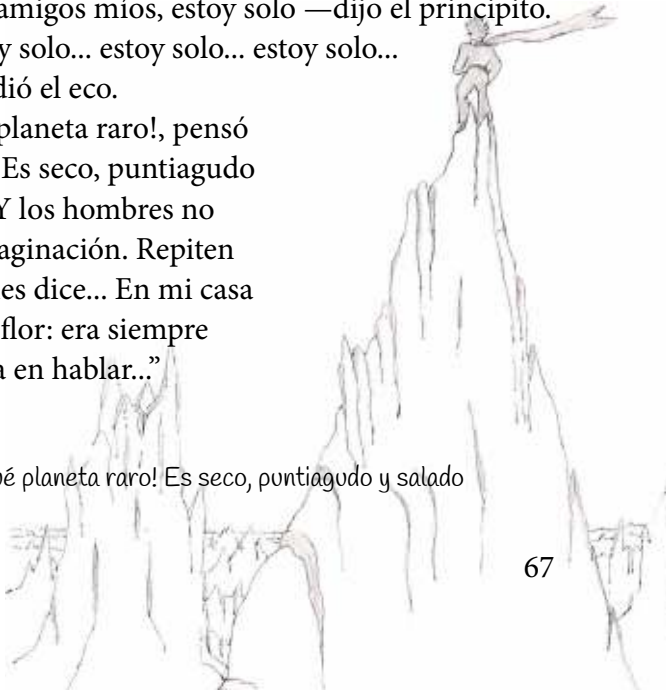 amigos míos, estoy solo —dijo el principito.
y solo... estoy solo... estoy solo...
dió el eco.
planeta raro!, pensó
Es seco, puntiagudo
Y los hombres no
aginación. Repiten
es dice... En mi casa
flor: era siempre
a en hablar...”
é planeta raro! Es seco, puntiagudo y salado
67